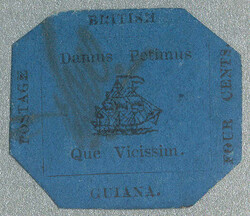 BRITISH
Damus Petimus
Que Vicissim.
POSTAGE
FOUR CENTS.
GUIANA.